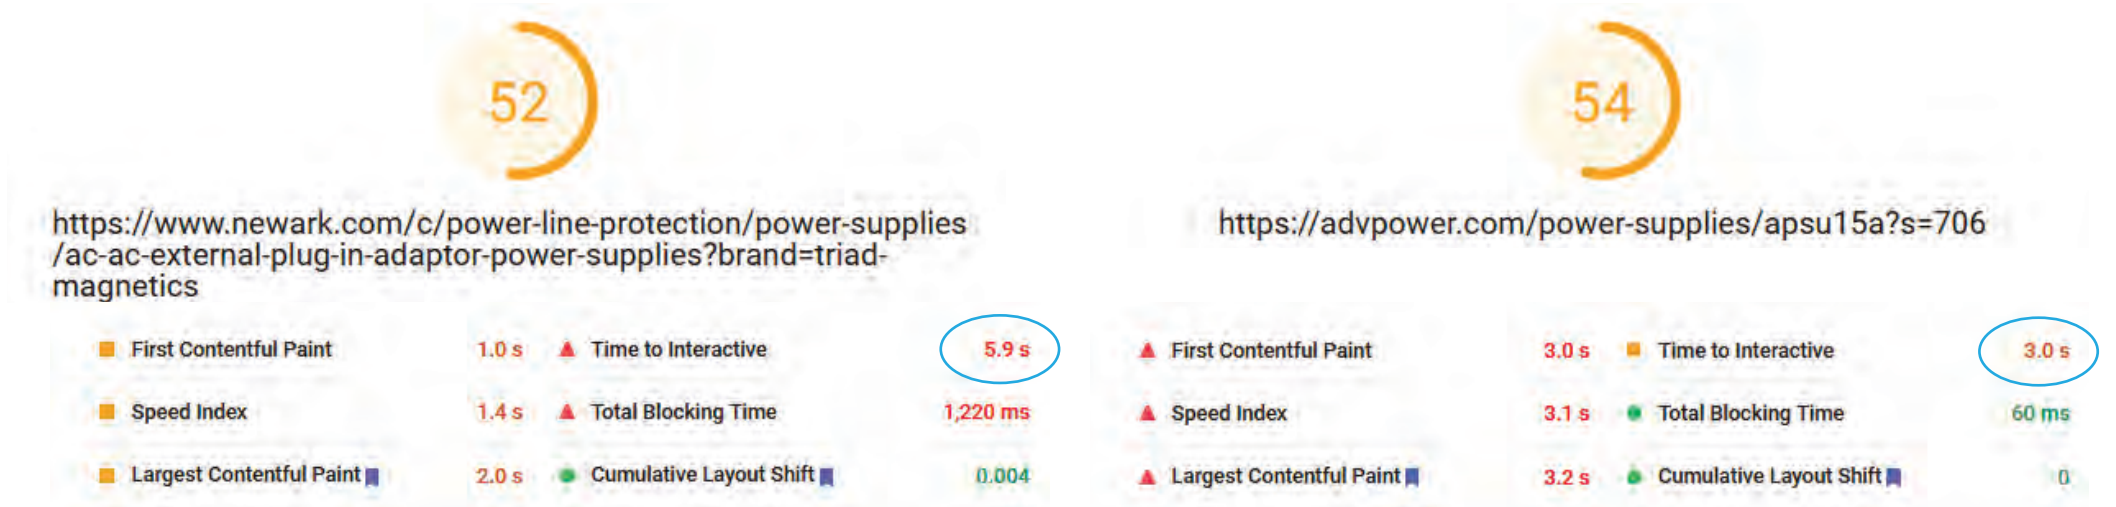 52
https://www.newark.com/c/power-line-protection/power-supplies
/ac-ac-external-plug-in-adaptor-power-supplies?brand=triad-
magnetics
First Contentful Paint 1.0 s Time to Interactive 5.9 s
Speed Index 1.4 s Total Blocking Time 1,220 ms
Largest Contentful Paint 2.0 s Cumulative Layout Shift 0.004
54
https://advpower.com/power-supplies/apsu15a?s=706
First Contentful Paint 3.0 s Time to Interactive 3.0 s
Speed Index 3.1 s Total Blocking Time 60 ms
Largest Contentful Paint 3.2 s Cumulative Layout Shift 0